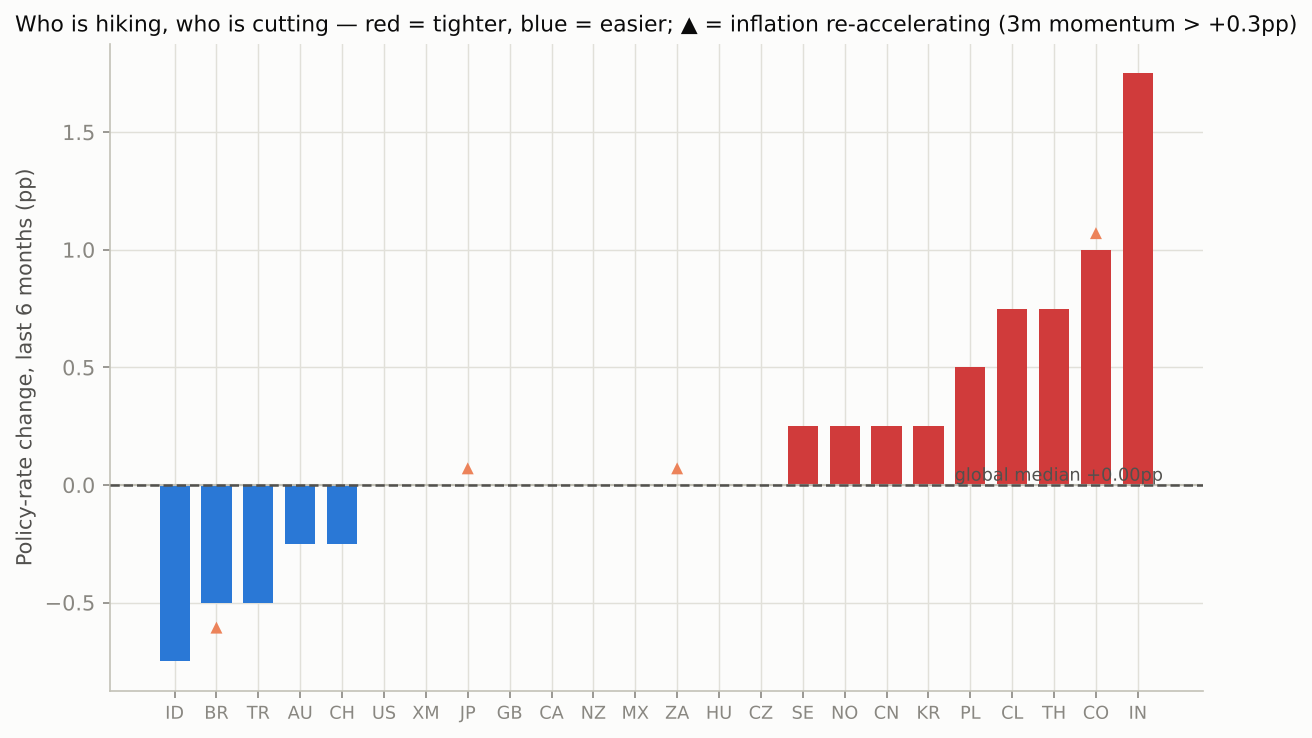 Who is hiking, who is cutting — red = tighter, blue = easier; ▲ = inflation re-accelerating (3m momentum > +0.3pp)
Policy-rate change, last 6 months (pp)
1.5
1.0
0.5
0.0
−0.5
global median +0.00pp
ID BR TR AU CH US XM JP GB CA NZ MX ZA HU CZ SE NO CN KR PL CL TH CO IN